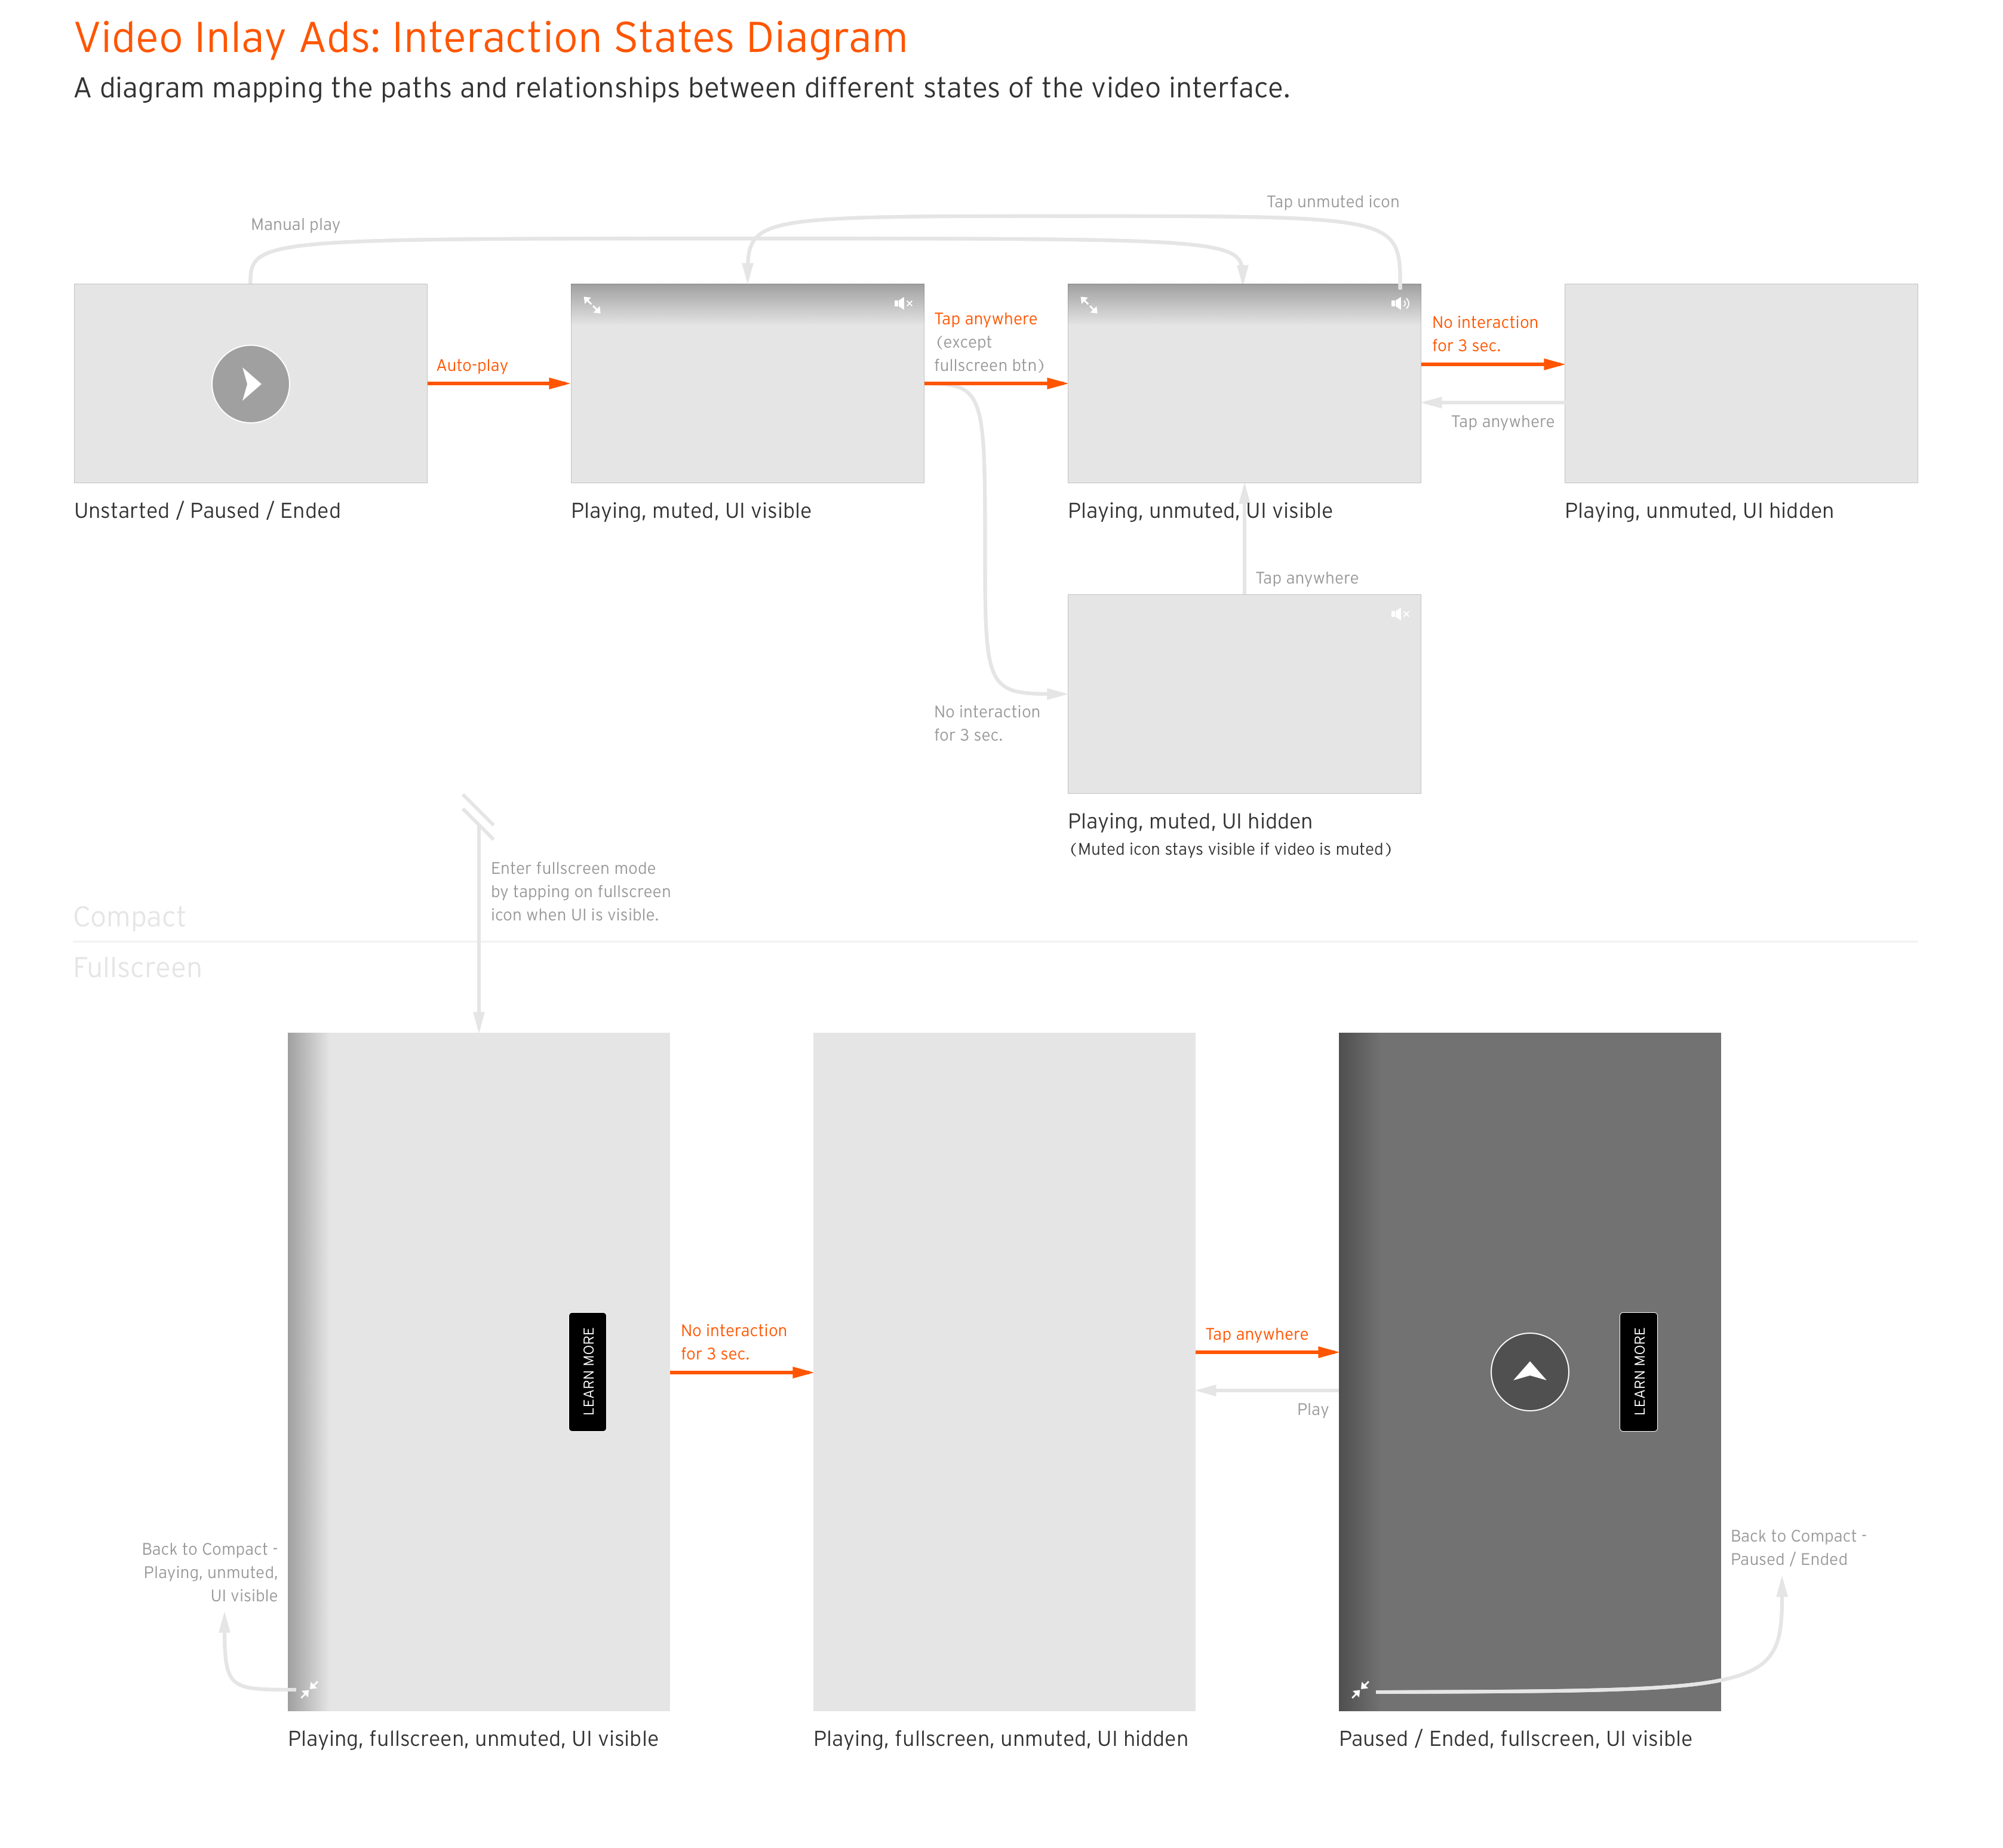 Video Inlay Ads: Interaction States Diagram
A diagram mapping the paths and relationships between different states of the video interface.
Tap unmuted icon
Manual play
Auto-play
Tap anywhere
(except
fullscreen btn)
No interaction
for 3 sec.
Tap anywhere
Unstarted / Paused / Ended
Playing, muted, UI visible
Playing, unmuted, UI visible
Playing, unmuted, UI hidden
Tap anywhere
No interaction
for 3 sec.
Playing, muted, UI hidden
(Muted icon stays visible if video is muted)
Enter fullscreen mode
by tapping on fullscreen
icon when UI is visible.
Compact
Fullscreen
LEARN MORE
No interaction
for 3 sec.
Tap anywhere
Play
LEARN MORE
Back to Compact -
Playing, unmuted,
UI visible
Back to Compact -
Paused / Ended
Playing, fullscreen, unmuted, UI visible
Playing, fullscreen, unmuted, UI hidden
Paused / Ended, fullscreen, UI visible